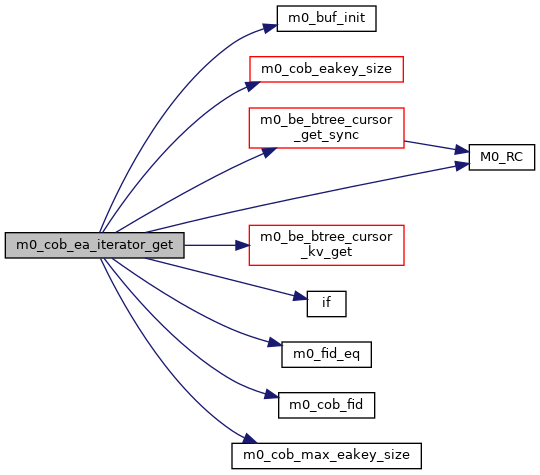 m0_buf_init
m0_cob_eakey_size
m0_be_btree_cursor
_get_sync
M0_RC
m0_cob_ea_iterator_get
m0_be_btree_cursor
_kv_get
if
m0_fid_eq
m0_cob_fid
m0_cob_max_eakey_size